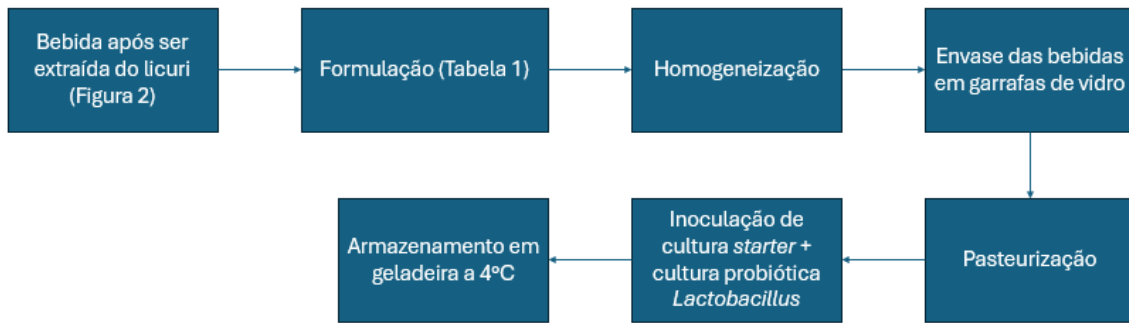 Bebida após ser
extraída do licuri
(Figura 2)
Formulação (Tabela 1)
Homogeneização
Envase das bebidas
em garrafas de vidro
Pasteurização
Inoculação de
cultura starter +
cultura probiótica
Lactobacillus
Armazenamento em
geladeira a 4ºC